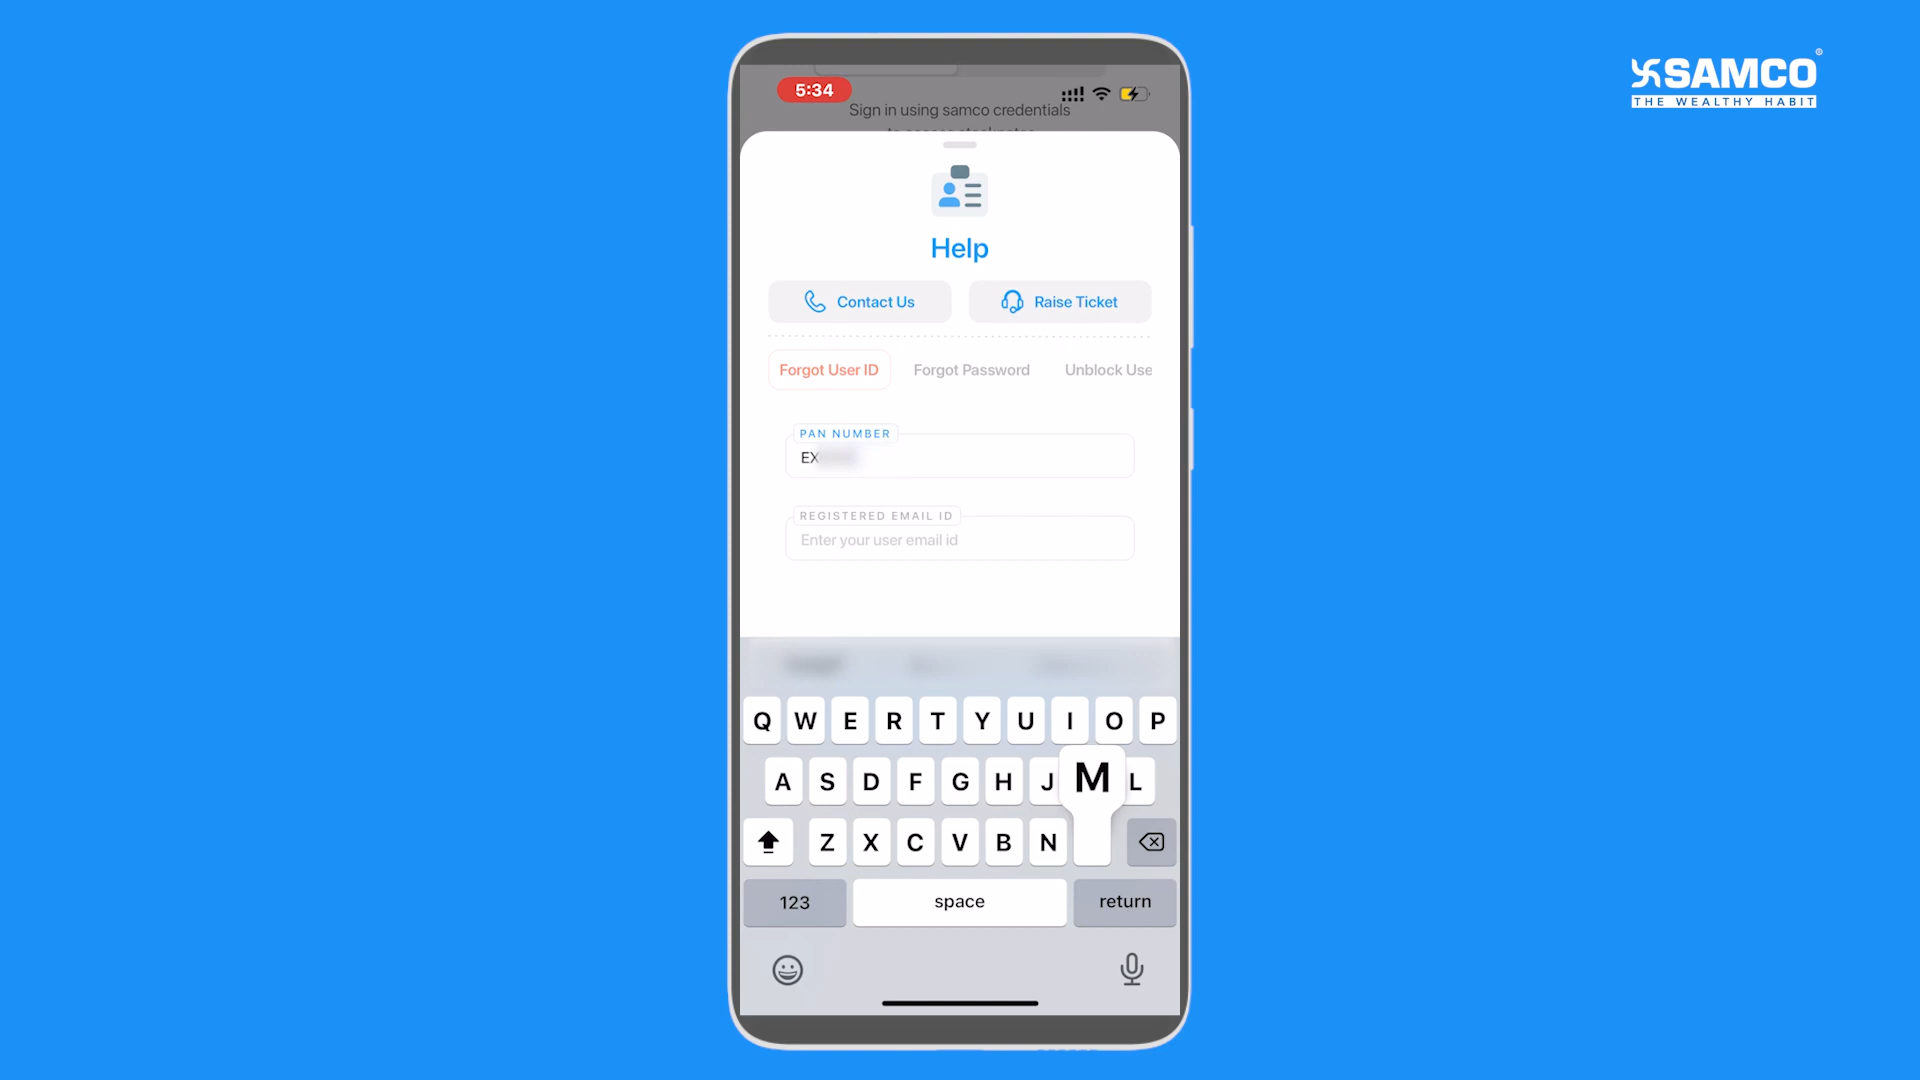 SAMCO®
THE WEALTHY HABIT
5:34
Sign in using samco credentials
Help
Contact Us
Raise Ticket
Forgot User ID
Forgot Password
Unblock Use
PAN NUMBER
EX
REGISTERED EMAIL ID
Enter your user email id
Q W E R T Y U I O P
A S D F G H J M L
Z X C V B N
123
space
return